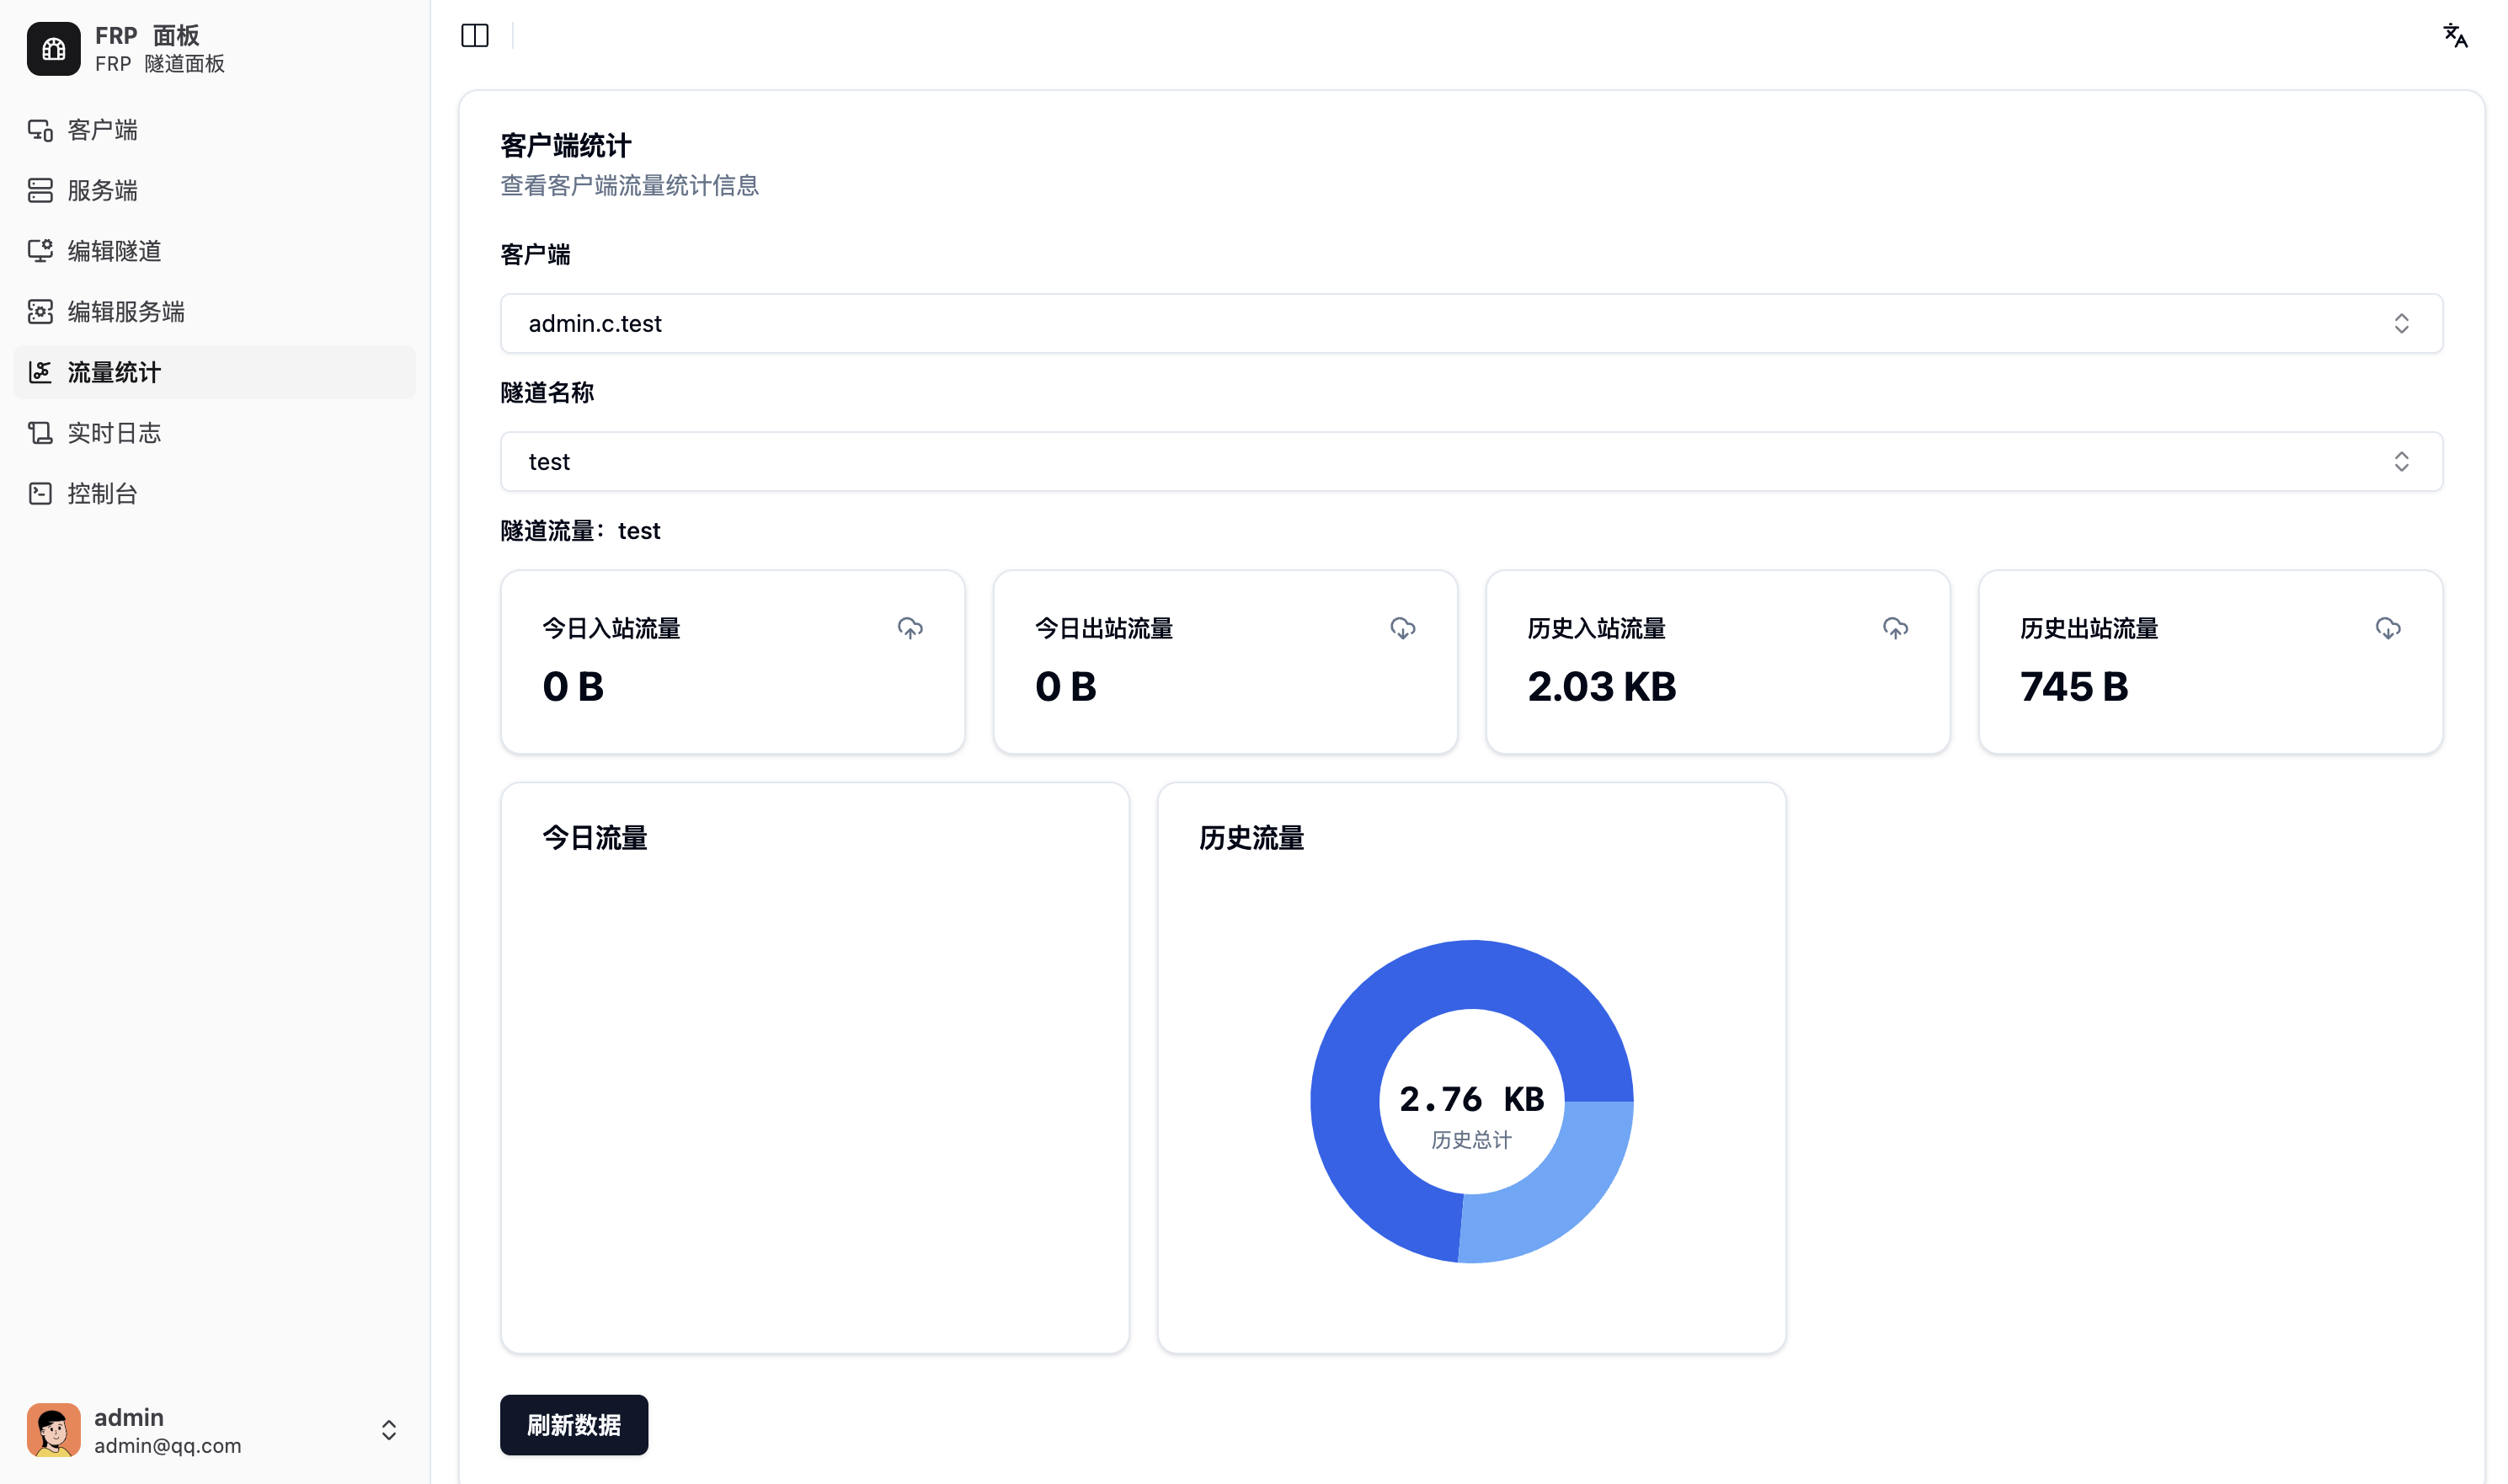 FRP 面板
FRP 隧道面板
客户端
服务端
编辑隧道
编辑服务端
流量统计
实时日志
控制台
admin
admin@qq.com
客户端统计
查看客户端流量统计信息
客户端
admin.c.test
隧道名称
test
隧道流量：test
今日入站流量
0 B
今日出站流量
0 B
历史入站流量
2.03 KB
历史出站流量
745 B
今日流量
历史流量
2.76 KB
历史总计
刷新数据